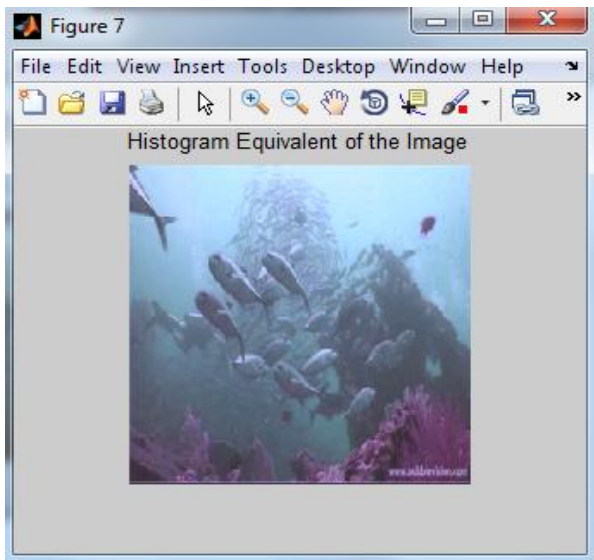 Figure 7
File Edit View Insert Tools Desktop Window Help
Histogram Equivalent of the Image